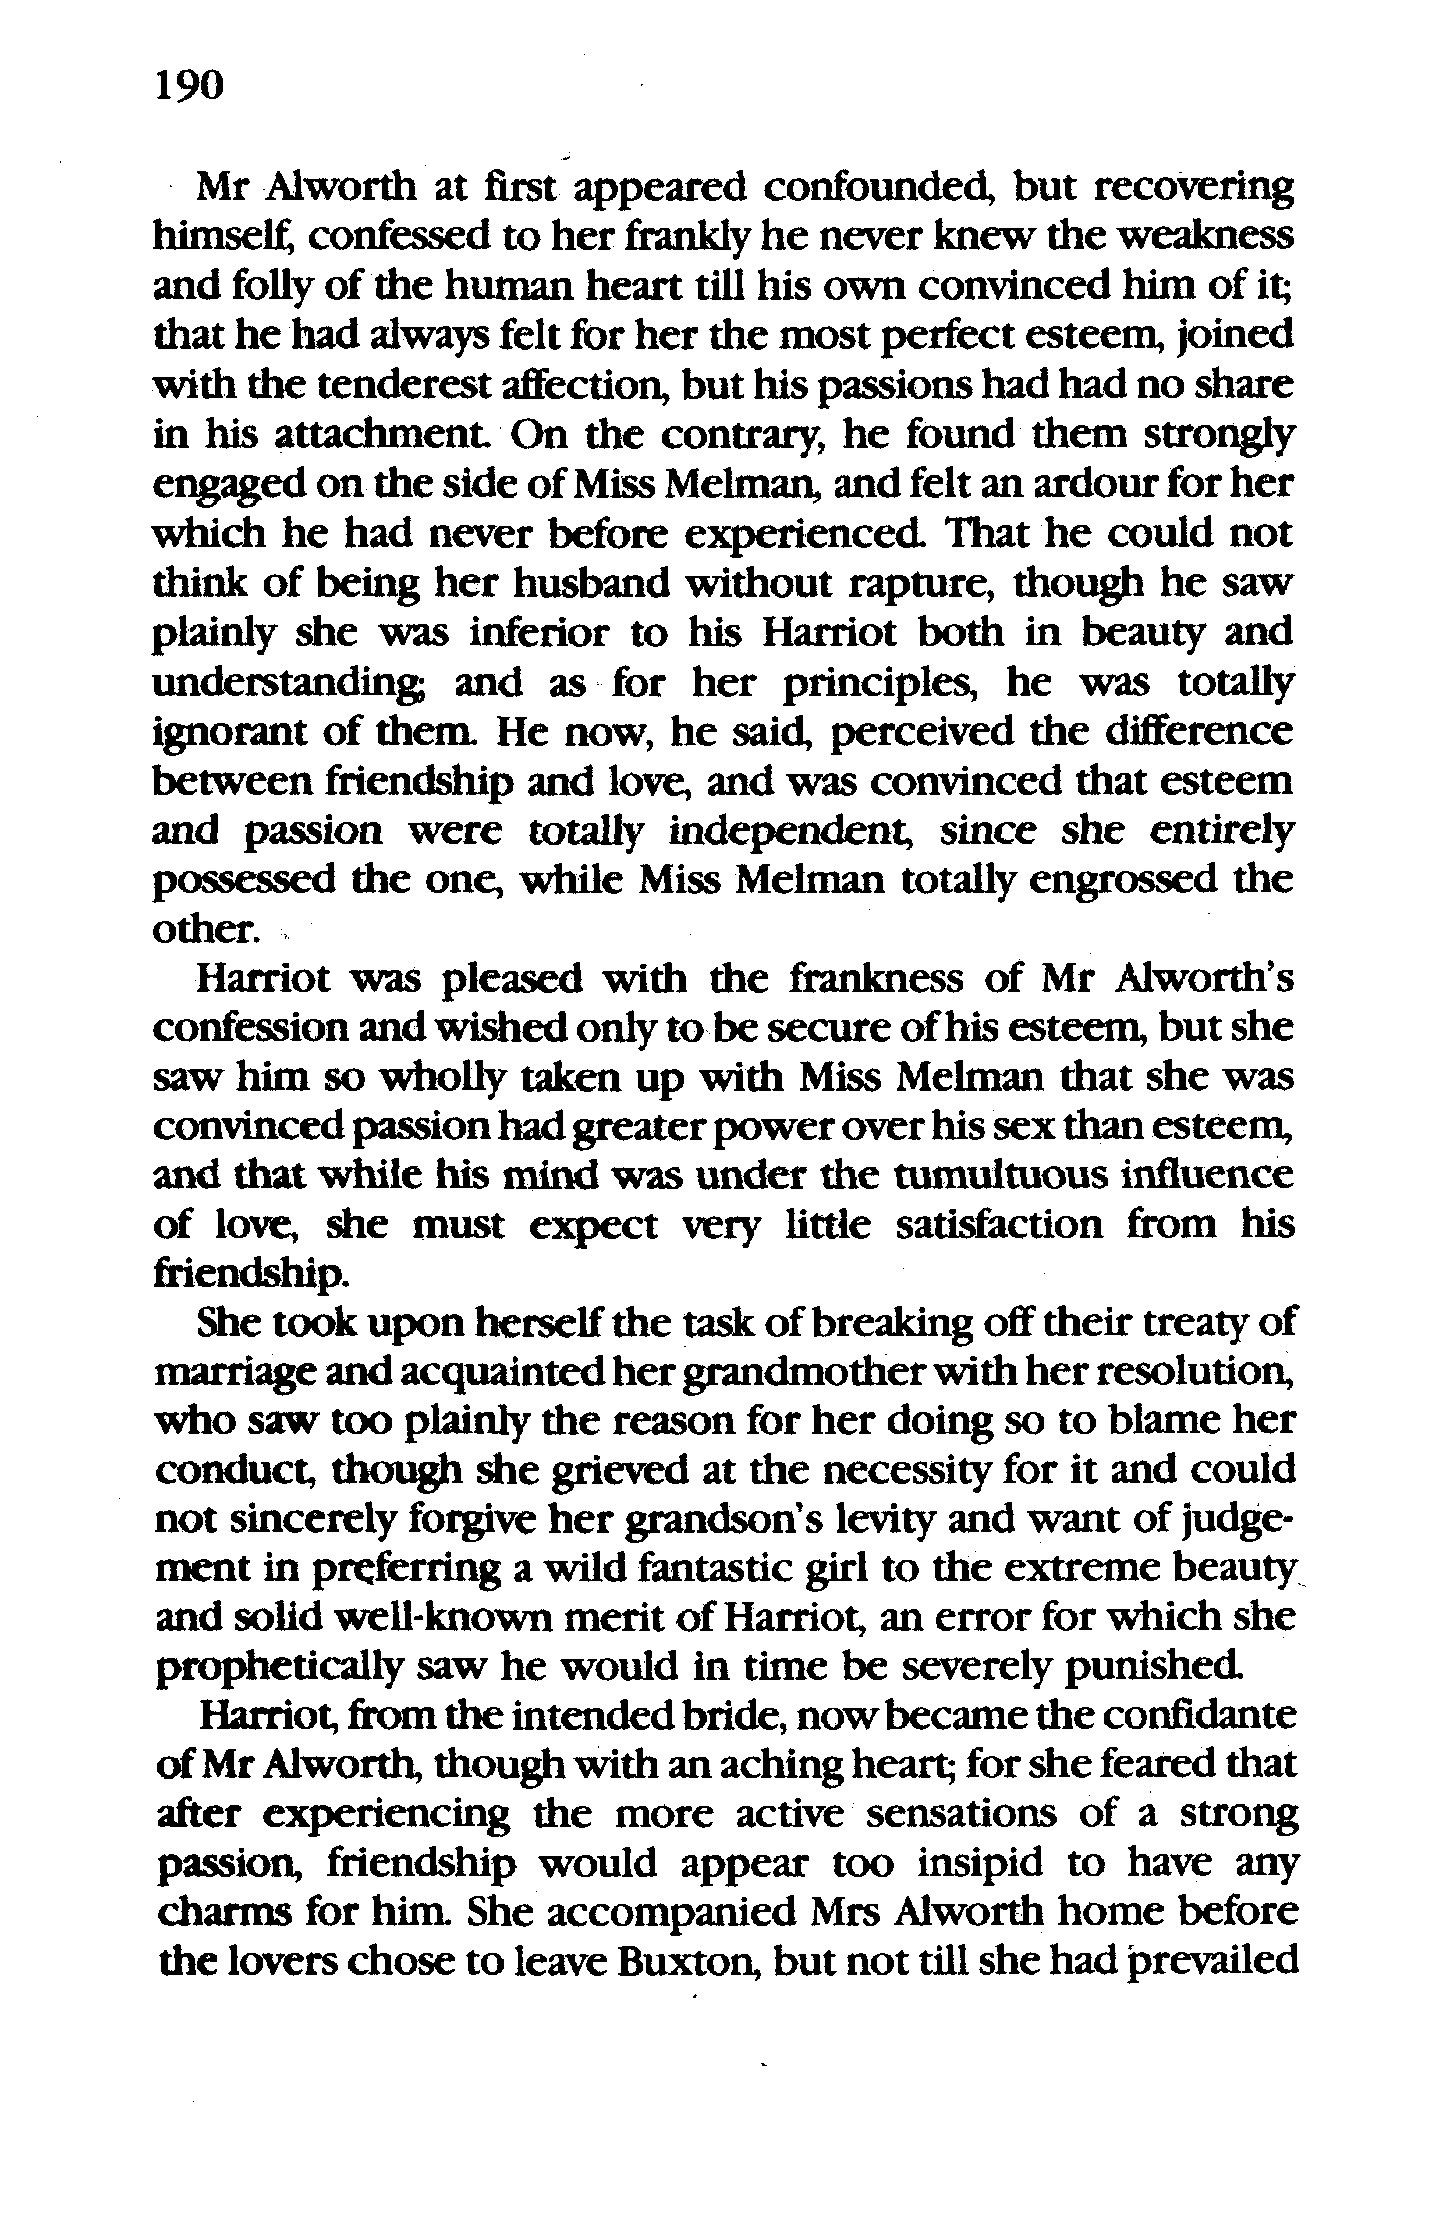 190
Mr Alworth at first appeared confounded, but recovering
himself, confessed to her frankly he never knew the weakness
and folly of the human heart till his own convinced him of it;
that he had always felt for her the most perfect esteem, joined
with the tenderest affection, but his passions had had no share
in his attachment. On the contrary, he found them strongly
engaged on the side of Miss Melman, and felt an ardour for her
which he had never before experienced. That he could not
think of being her husband without rapture, though he saw
plainly she was inferior to his Harriot both in beauty and
understanding; and as for her principles, he was totally
ignorant of them. He now, he said, perceived the difference
between friendship and love, and was convinced that esteem
and passion were totally independent, since she entirely
possessed the one, while Miss Melman totally engrossed the
other.
Harriot was pleased with the frankness of Mr Alworth's
confession and wished only to be secure of his esteem, but she
saw him so wholly taken up with Miss Melman that she was
convinced passion had greater power over his sex than esteem,
and that while his mind was under the tumultuous influence
of love, she must expect very little satisfaction from his
friendship.
She took upon herself the task of breaking off their treaty of
marriage and acquainted her grandmother with her resolution,
who saw too plainly the reason for her doing so to blame her
conduct, though she grieved at the necessity for it and could
not sincerely forgive her grandson's levity and want of judge-
ment in preferring a wild fantastic girl to the extreme beauty
and solid well-known merit of Harriot, an error for which she
prophetically saw he would in time be severely punished.
Harriot, from the intended bride, now became the confidante
of Mr Alworth, though with an aching heart; for she feared that
after experiencing the more active sensations of a strong
passion, friendship would appear too insipid to have any
charms for him. She accompanied Mrs Alworth home before
the lovers chose to leave Buxton, but not till she had prevailed